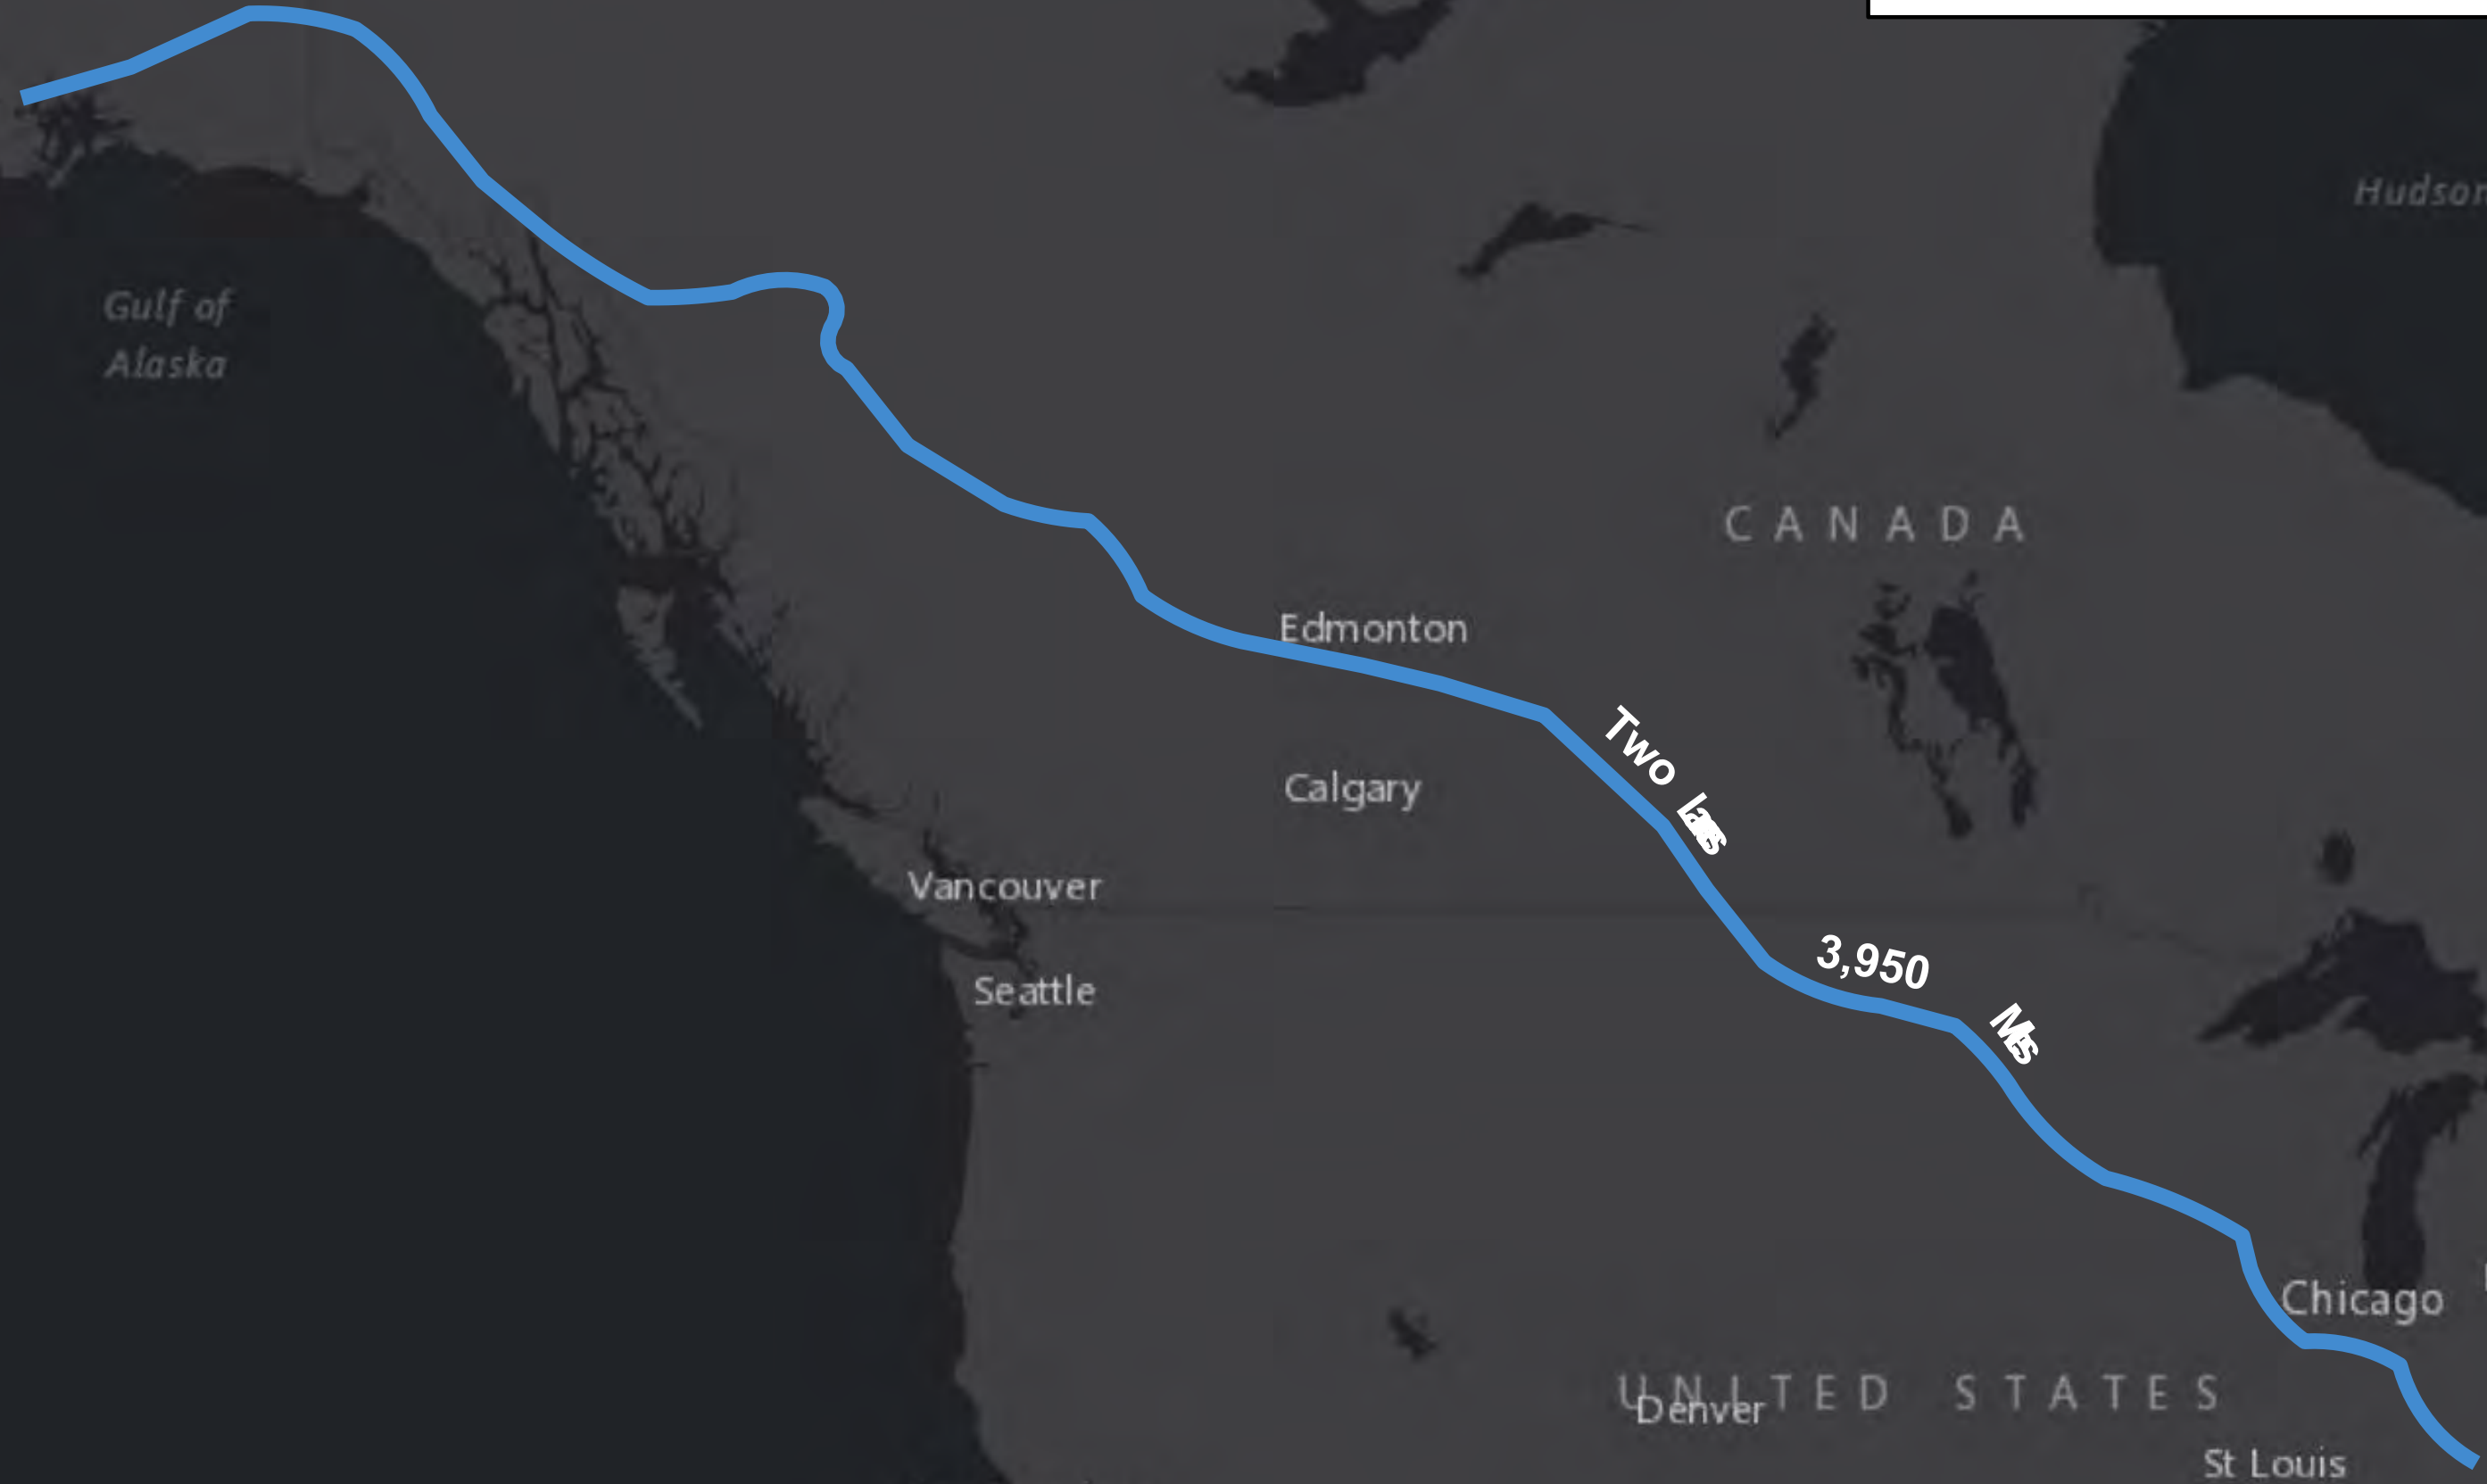 Hudson
Gulf of
Alaska
CANADA
Edmonton
Two
Calgary
Vancouver
3,950
Seattle
Chicago
UNITED STATES
Denver
St Louis